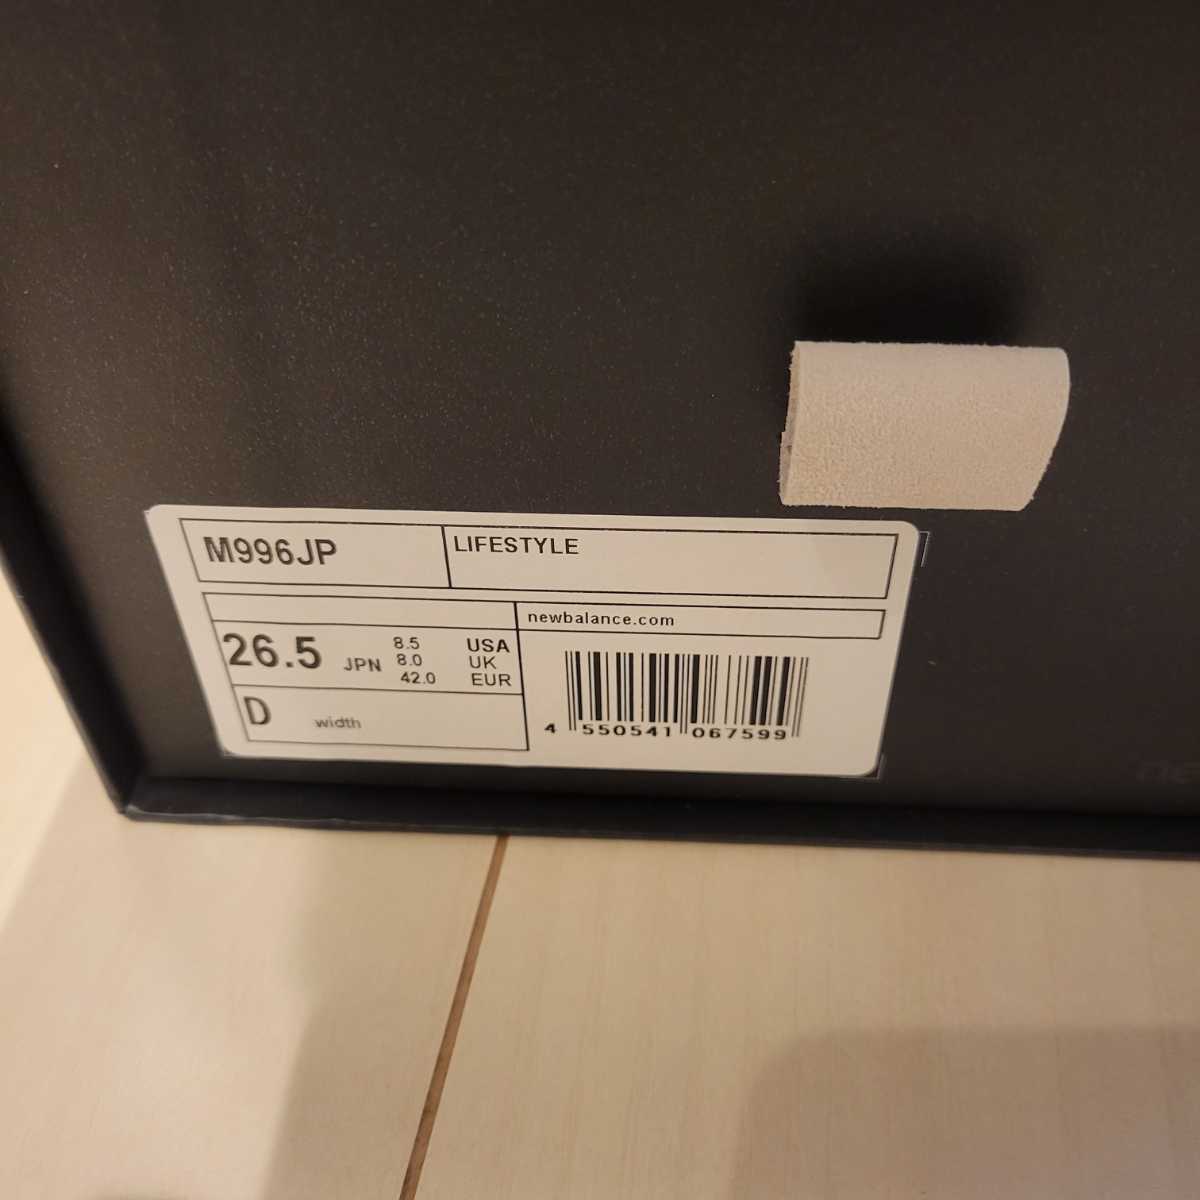 M996JP
LIFESTYLE
newbalance.com
26.5 JPN
8.5 USA
8.0 UK
42.0 EUR
D width
4 550541 067599